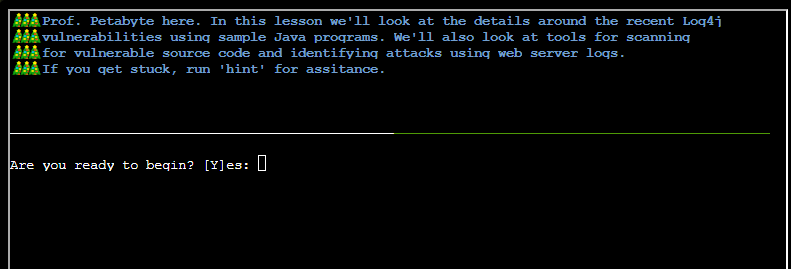 Prof. Petabyte here. In this lesson we'll look at the details around the recent Log4j
vulnerabilities using sample Java programs. We'll also look at tools for scanning
for vulnerable source code and identifying attacks using web server logs.
If you get stuck, run 'hint' for assitance.
Are you ready to begin? [Y]es: